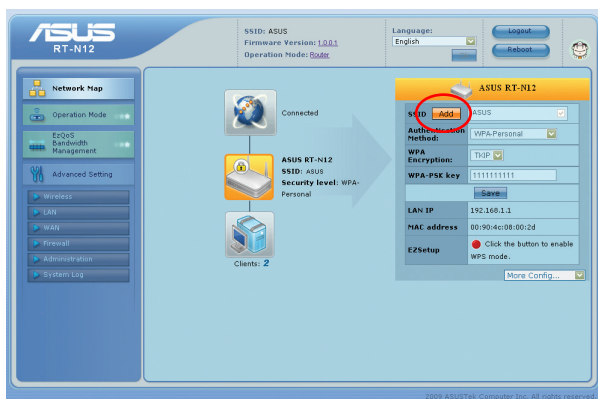 ASUS
RT-N12
SSID: ASUS
Firmware Version: 1.0.0.1
Operation Mode: Router
Language:
English
Logout
Reboot
Network Map
Operation Mode
EzQoS
Bandwidth
Management
Advanced Setting
Wireless
LAN
WAN
Firewall
Administration
System Log
Connected
ASUS RT-N12
SSID: ASUS
Security level: WPA-
Personal
Clients: 2
ASUS RT-N12
SSID Add ASUS
Authentication
Method: WPA-Personal
WPA
Encryption: TKIP
WPA-PSK key 1111111111
Save
LAN IP 192.168.1.1
MAC address 00:90:4c:08:00:2d
EZSetup Click the button to enable
WPS mode.
More Config...
2009 ASUSTek Computer Inc. All rights reserved.